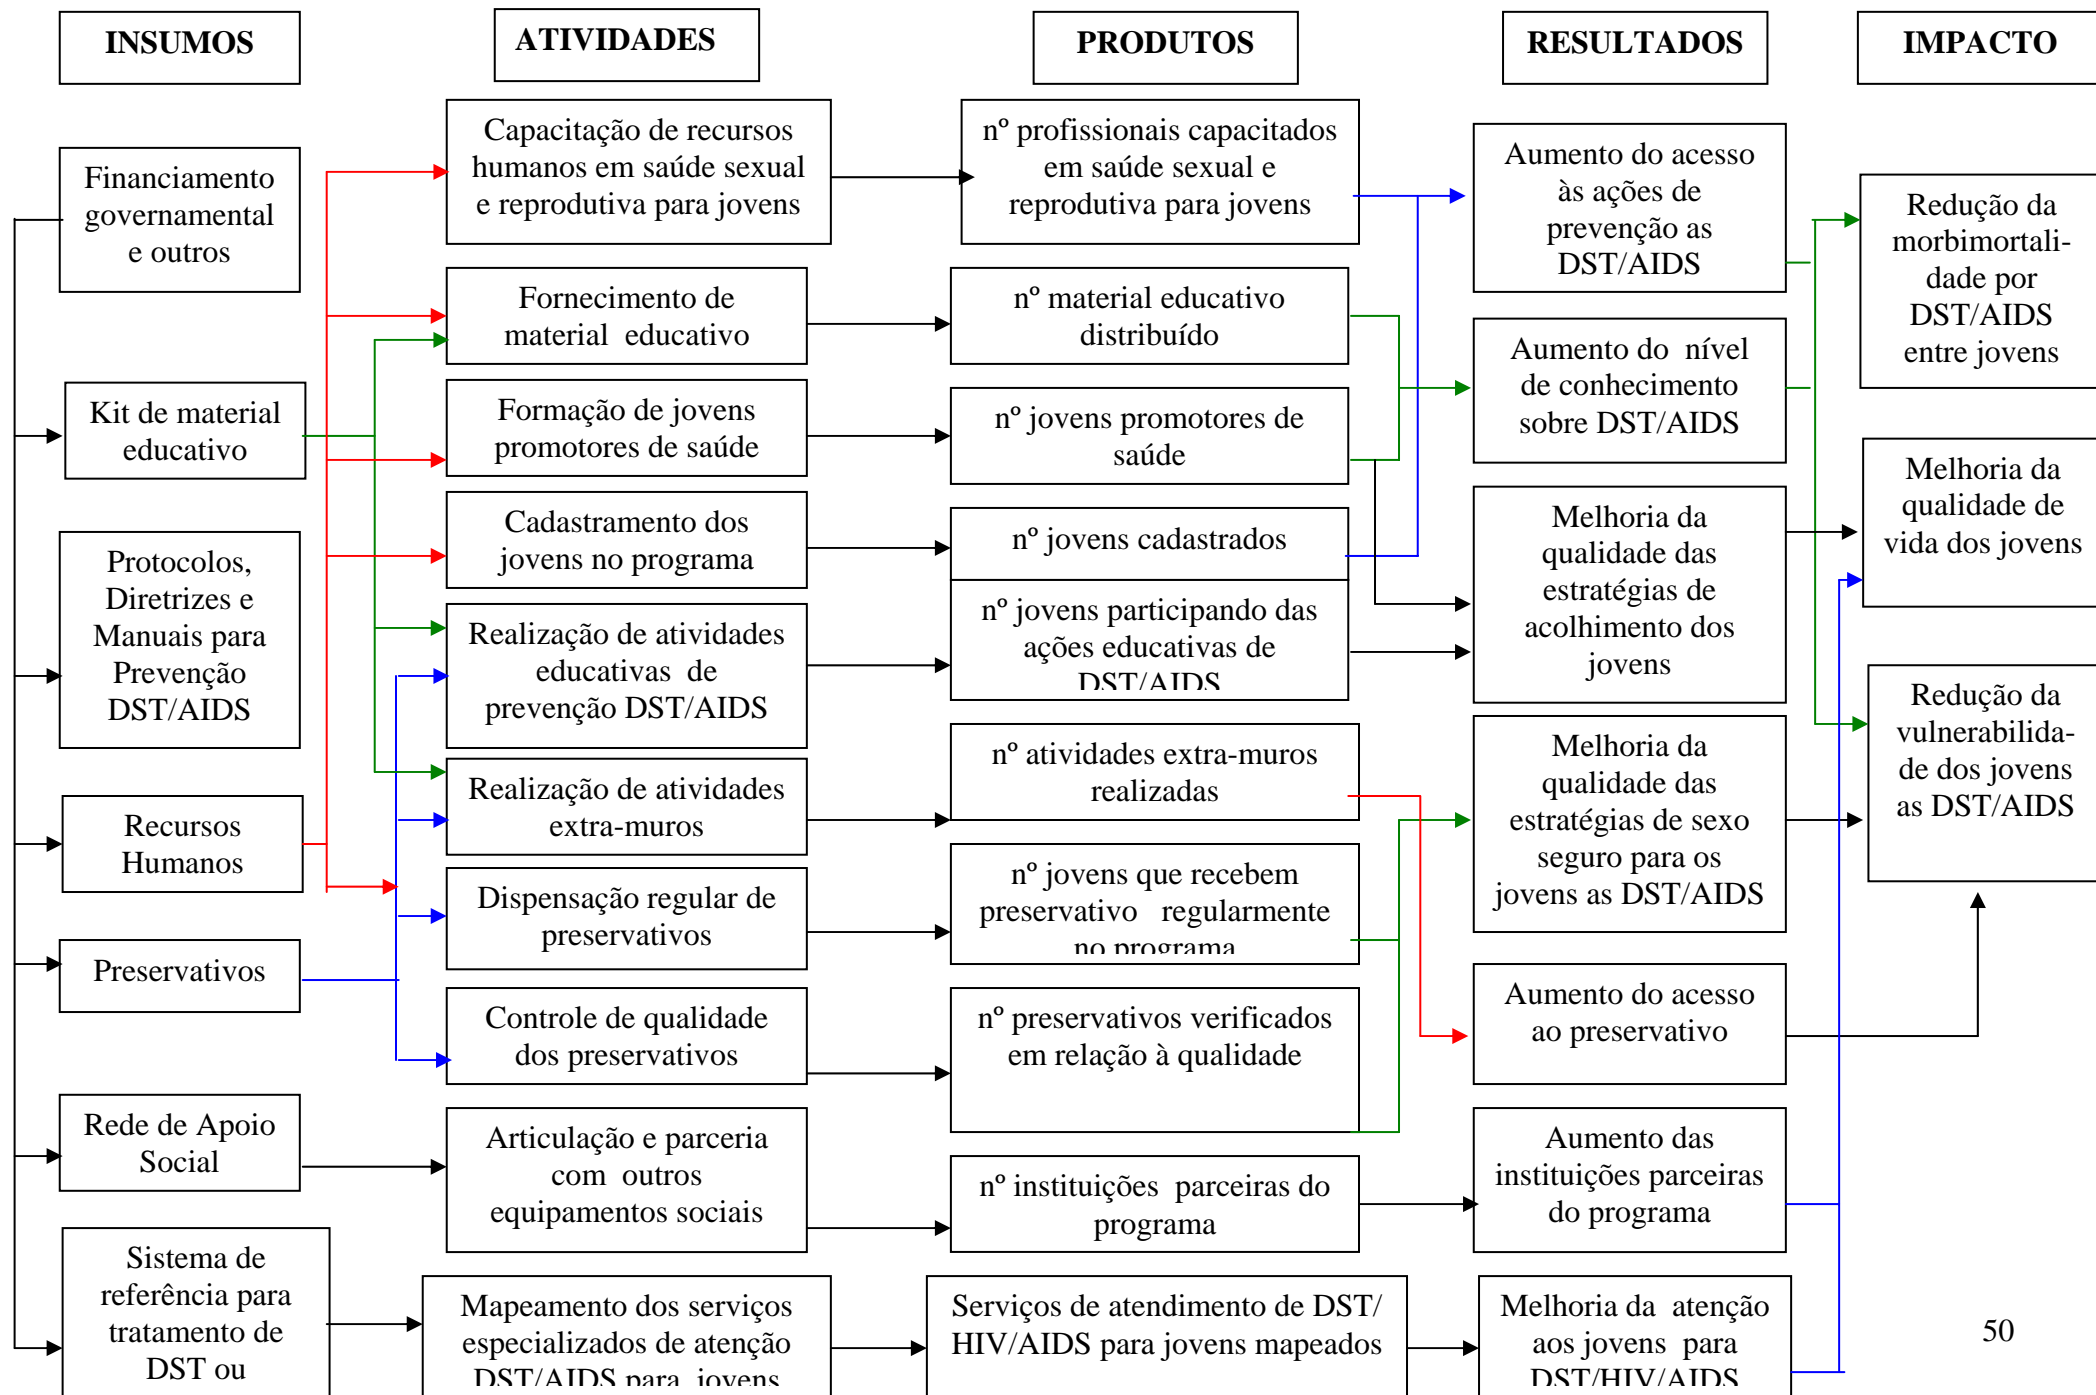 INSUMOS
ATIVIDADES
PRODUTOS
RESULTADOS
IMPACTO
Financiamento
governamental
e outros
Kit de material
educativo
Protocolos,
Diretrizes e
Manuais para
Prevenção
DST/AIDS
Recursos
Humanos
Preservativos
Rede de Apoio
Social
Sistema de
referência para
tratamento de
DST ou
Capacitação de recursos
humanos em saúde sexual
e reprodutiva para jovens
Fornecimento de
material educativo
Formação de jovens
promotores de saúde
Cadastramento dos
jovens no programa
Realização de atividades
educativas de
prevenção DST/AIDS
Realização de atividades
extra-muros
Dispensação regular de
preservativos
Controle de qualidade
dos preservativos
Articulação e parceria
com outros
equipamentos sociais
Mapeamento dos serviços
especializados de atenção
DST/AIDS para jovens
nº profissionais capacitados
em saúde sexual e
reprodutiva para jovens
nº material educativo
distribuído
nº jovens promotores de
saúde
nº jovens cadastrados
nº jovens participando das
ações educativas de
DST/AIDS
nº atividades extra-muros
realizadas
nº jovens que recebem
preservativo regularmente
no programa
nº preservativos verificados
em relação à qualidade
nº instituições parceiras do
programa
Serviços de atendimento de DST/
HIV/AIDS para jovens mapeados
Aumento do acesso
às ações de
prevenção as
DST/AIDS
Aumento do nível
de conhecimento
sobre DST/AIDS
Melhoria da
qualidade das
estratégias de
acolhimento dos
jovens
Melhoria da
qualidade das
estratégias de sexo
seguro para os
jovens as DST/AIDS
Aumento do acesso
ao preservativo
Aumento das
instituições parceiras
do programa
Melhoria da atenção
aos jovens para
DST/HIV/AIDS
Redução da
morbimortali-
dade por
DST/AIDS
entre jovens
Melhoria da
qualidade de
vida dos jovens
Redução da
vulnerabilida-
de dos jovens
as DST/AIDS
50